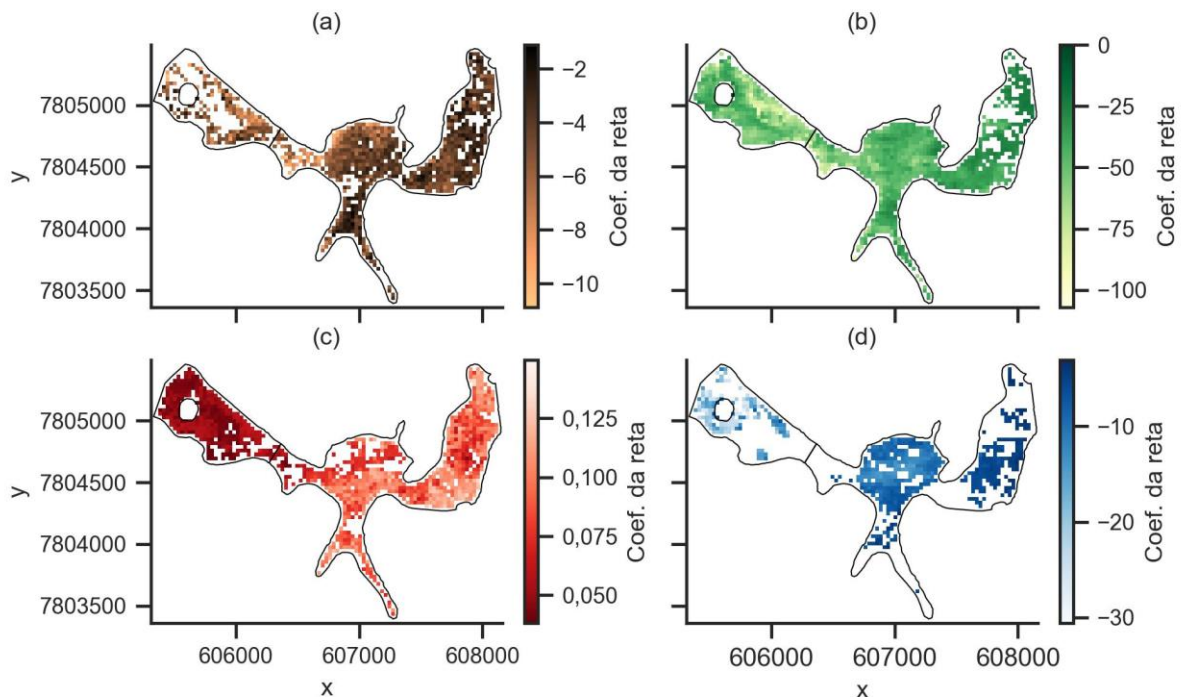 (a)
(b)
y
7805000
7804500
7804000
7803500
−2
−4
−6
−8
−10
Coef. da reta
0
−25
−50
−75
−100
Coef. da reta
(c)
(d)
y
7805000
7804500
7804000
7803500
606000
607000
608000
x
0,125
0,100
0,075
0,050
Coef. da reta
606000
607000
608000
x
−10
−20
−30
Coef. da reta